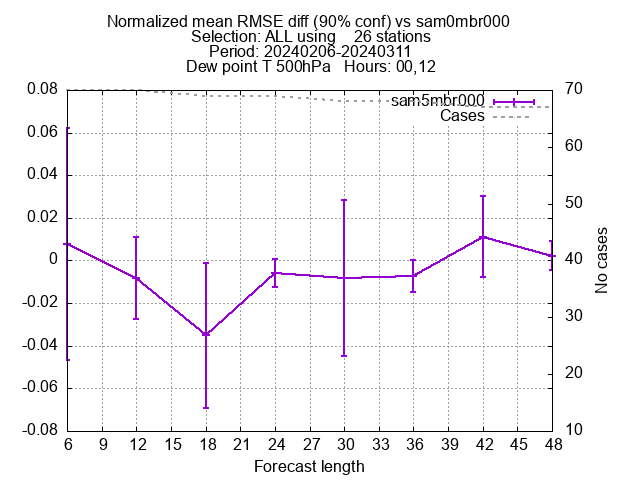 Normalized mean RMSE diff (90% conf) vs sam0mbr000
Selection: ALL using    26 stations
Period: 20240206-20240311
Dew point T 500hPa   Hours: 00,12
sam5mbr000
Cases
0.08
0.06
0.04
0.02
0
-0.02
-0.04
-0.06
-0.08
70
60
50
40
30
20
10
No cases
6 9 12 15 18 21 24 27 30 33 36 39 42 45 48
Forecast length